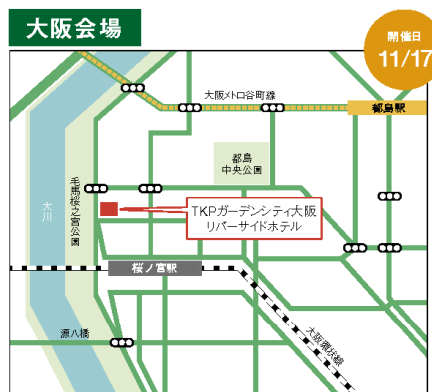 大阪会場
開催日
11/17
大阪メトロ谷町線
都島駅
都島
中央公園
毛馬桜之宮公園
大川
TKPガーデンシティ大阪
リバーサイドホテル
桜ノ宮駅
源八橋
大阪環状線